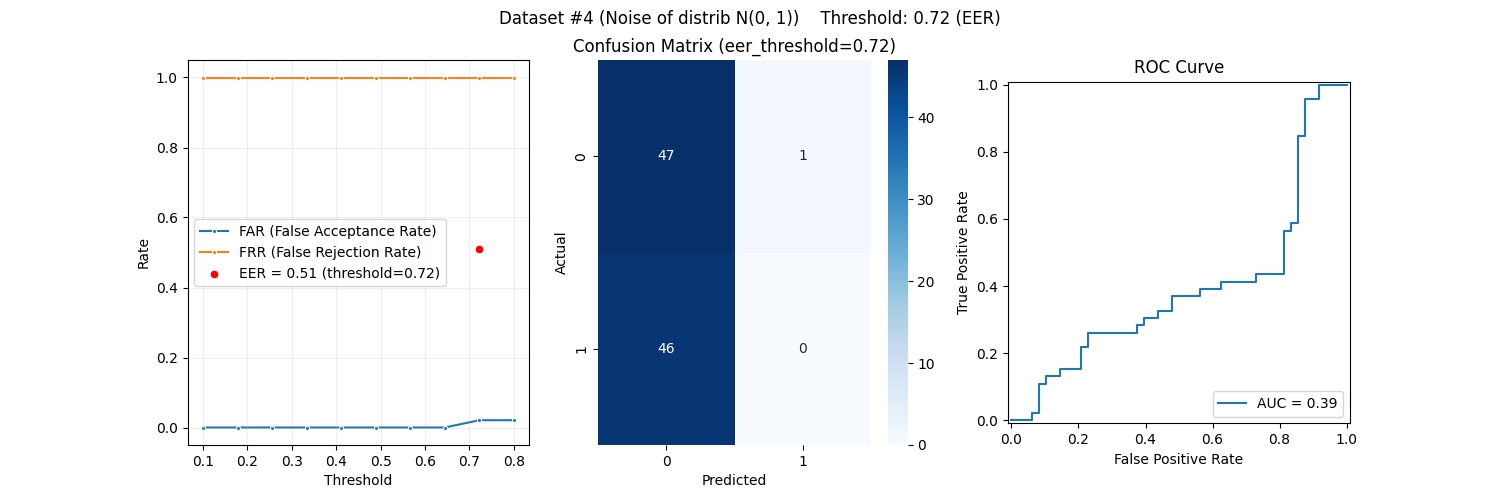 Dataset #4 (Noise of distrib N(0, 1))    Threshold: 0.72 (EER)
1.0
0.8
0.6
0.4
0.2
0.0
Rate
FAR (False Acceptance Rate)
FRR (False Rejection Rate)
EER = 0.51 (threshold=0.72)
0.1 0.2 0.3 0.4 0.5 0.6 0.7 0.8
Threshold
Confusion Matrix (eer_threshold=0.72)
Actual
0
1
47 1
46 0
0 1
Predicted
40
30
20
10
0
ROC Curve
True Positive Rate
1.0
0.8
0.6
0.4
0.2
0.0
AUC = 0.39
0.0 0.2 0.4 0.6 0.8 1.0
False Positive Rate